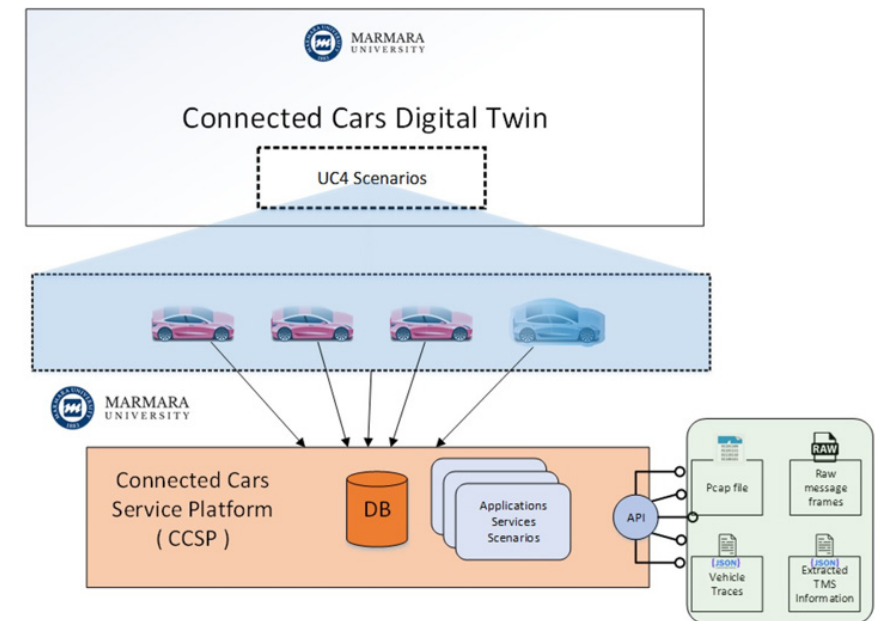 MARMARA
UNIVERSITY
Connected Cars Digital Twin
UC4 Scenarios
MARMARA
UNIVERSITY
Connected Cars
Service Platform
( CCSP )
DB
Applications
Services
Scenarios
API
Pcap file
RAW
Raw
message
frames
{JSON}
Vehicle
Traces
{JSON}
Extracted
TMS
Information